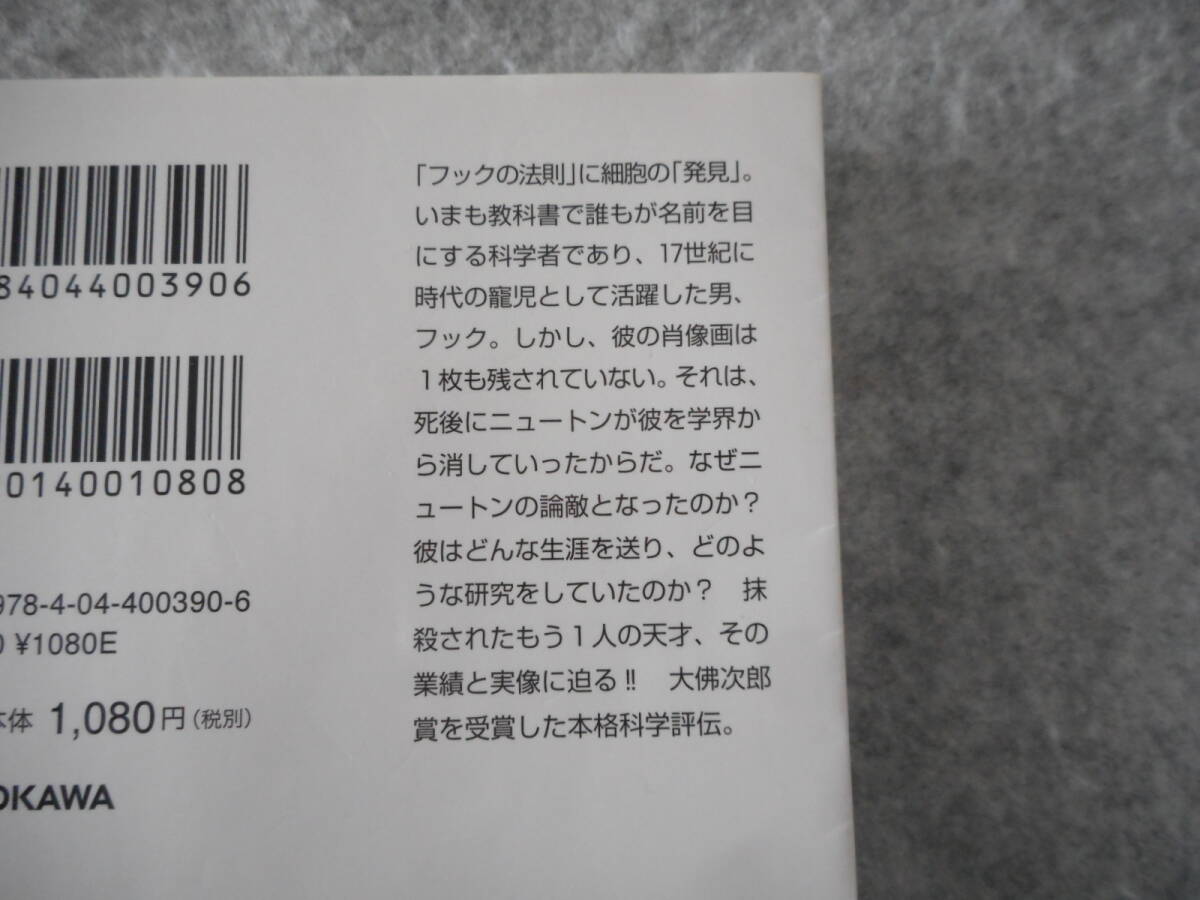 84044003906
0140010808
978-4-04-400390-6
0 ¥1080E
本体 1,080円(税別)
OKAWA
「フックの法則」に細胞の「発見」。
いまも教科書で誰もが名前を目
にする科学者であり、17世紀に
時代の寵児として活躍した男、
フック。しかし、彼の肖像画は
1枚も残されていない。それは、
死後にニュートンが彼を学界か
ら消していったからだ。なぜニ
ュートンの論敵となったのか?
彼はどんな生涯を送り、どのよ
うな研究をしていたのか? 抹
殺されたもう1人の天才、その
業績と実像に迫る!! 大佛次郎
賞を受賞した本格科学評伝。